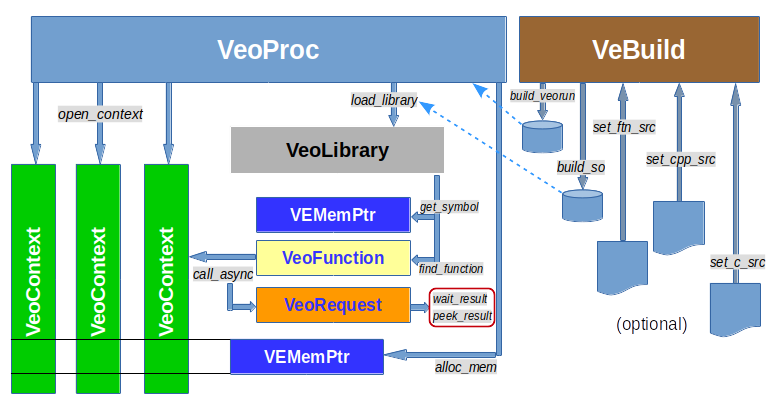 VeoProc
VeBuild
open_context
load_library
build_veorun
set_ftn_src
VeoLibrary
build_so
set_cpp_src
VEMemPtr
get_symbol
VeoContext
VeoContext
VeoContext
VeoFunction
call_async
find_function
set_c_src
VeoRequest
wait_result
peek_result
(optional)
VEMemPtr
alloc_mem